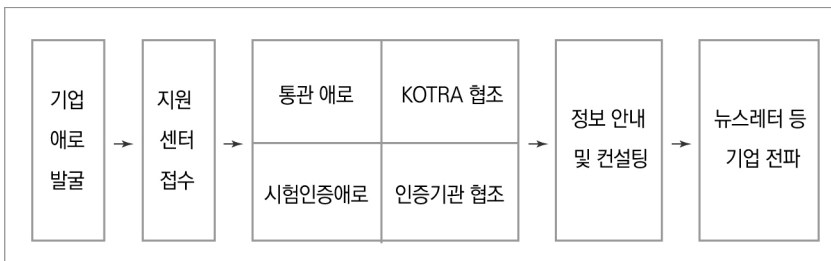 기업
애로
발굴
지원
센터
접수
통관 애로
KOTRA 협조
시험인증애로
인증기관 협조
정보 안내
및 컨설팅
뉴스레터 등
기업 전파